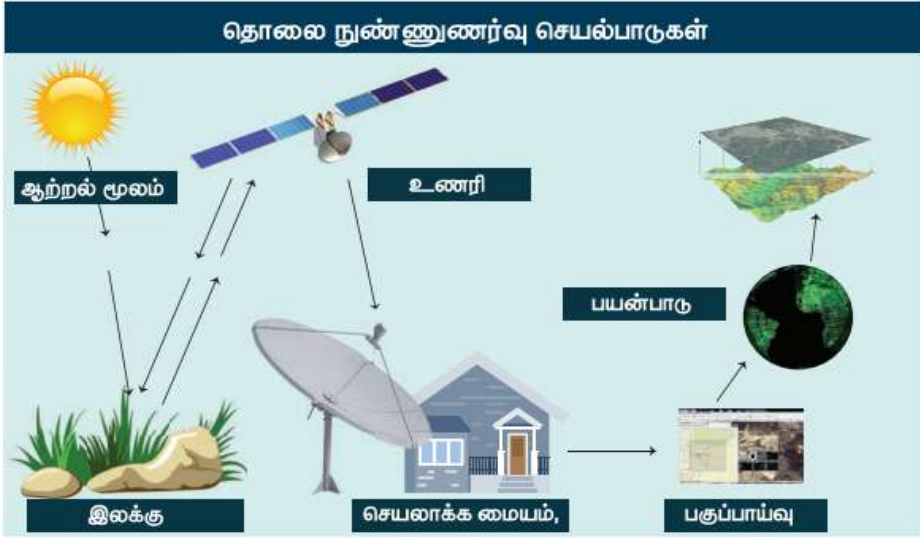 தொலை நுண்ணுணர்வு செயல்பாடுகள்
ஆற்றல் மூலம்
உணரி
பயன்பாடு
இலக்கு
செயலாக்க மையம்,
பகுப்பாய்வு